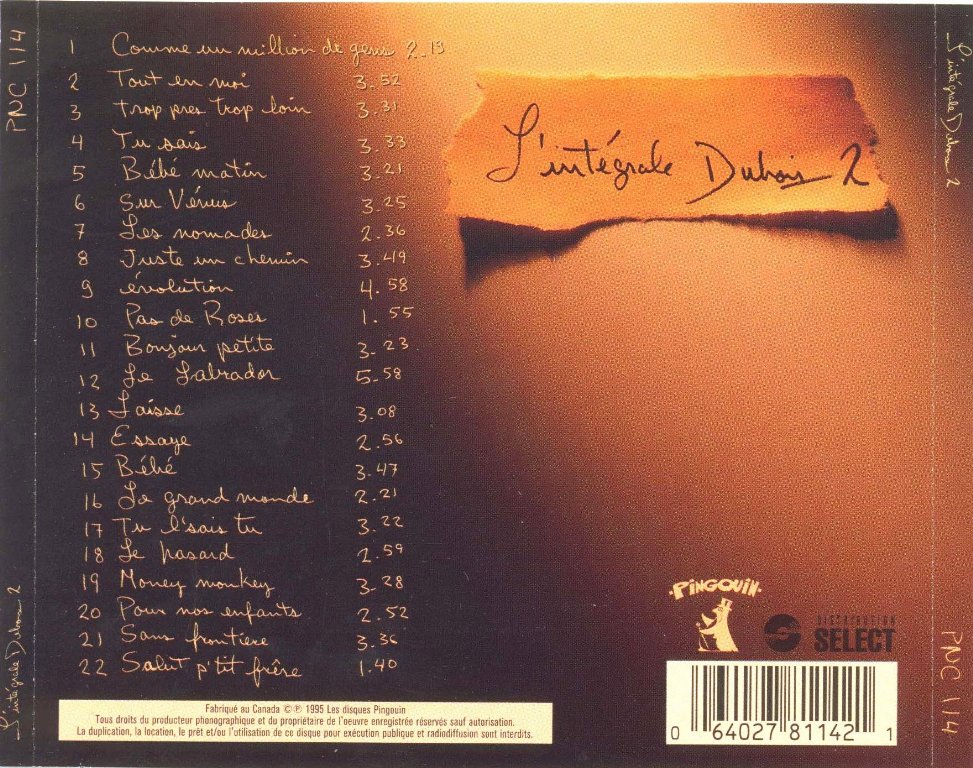 PNC 114
L'intégrale Dubois 2
1 Comme un million de gens 2.19
2 Tout en moi 3.52
3 trop pres trop loin 3.31
4 Tu sais 3.33
5 Bébé matin 3.21
6 Sur Vénus 3.25
7 Les nomades 2.36
8 Juste un chemin 3.49
9 évolution 4.58
10 Pas de Roses 1.55
11 Bonjour petite 3.23
12 Le Labrador 5.58
13 Laisse 3.08
14 Essaye 2.56
15 Bébé 3.47
16 Le grand monde 2.21
17 Tu l'sais tu 3.22
18 Le hasard 2.59
19 Money monkey 3.28
20 Pour nos enfants 2.52
21 Sans frontiere 3.36
22 Salut p'tit frère 1.40
L'intégrale Dubois 2
Fabriqué au Canada ©℗ 1995 Les disques Pingouin
Tous droits du producteur phonographique et du propriétaire de l'oeuvre enregistrée réservés sauf autorisation.
La duplication, la location, le prêt et/ou l'utilisation de ce disque pour exécution publique et radiodiffusion sont interdits.
PINGOUIN
DISTRIBUTION
SELECT
0 64027 81142 1
L'intégrale Dubois 2
PNC 114